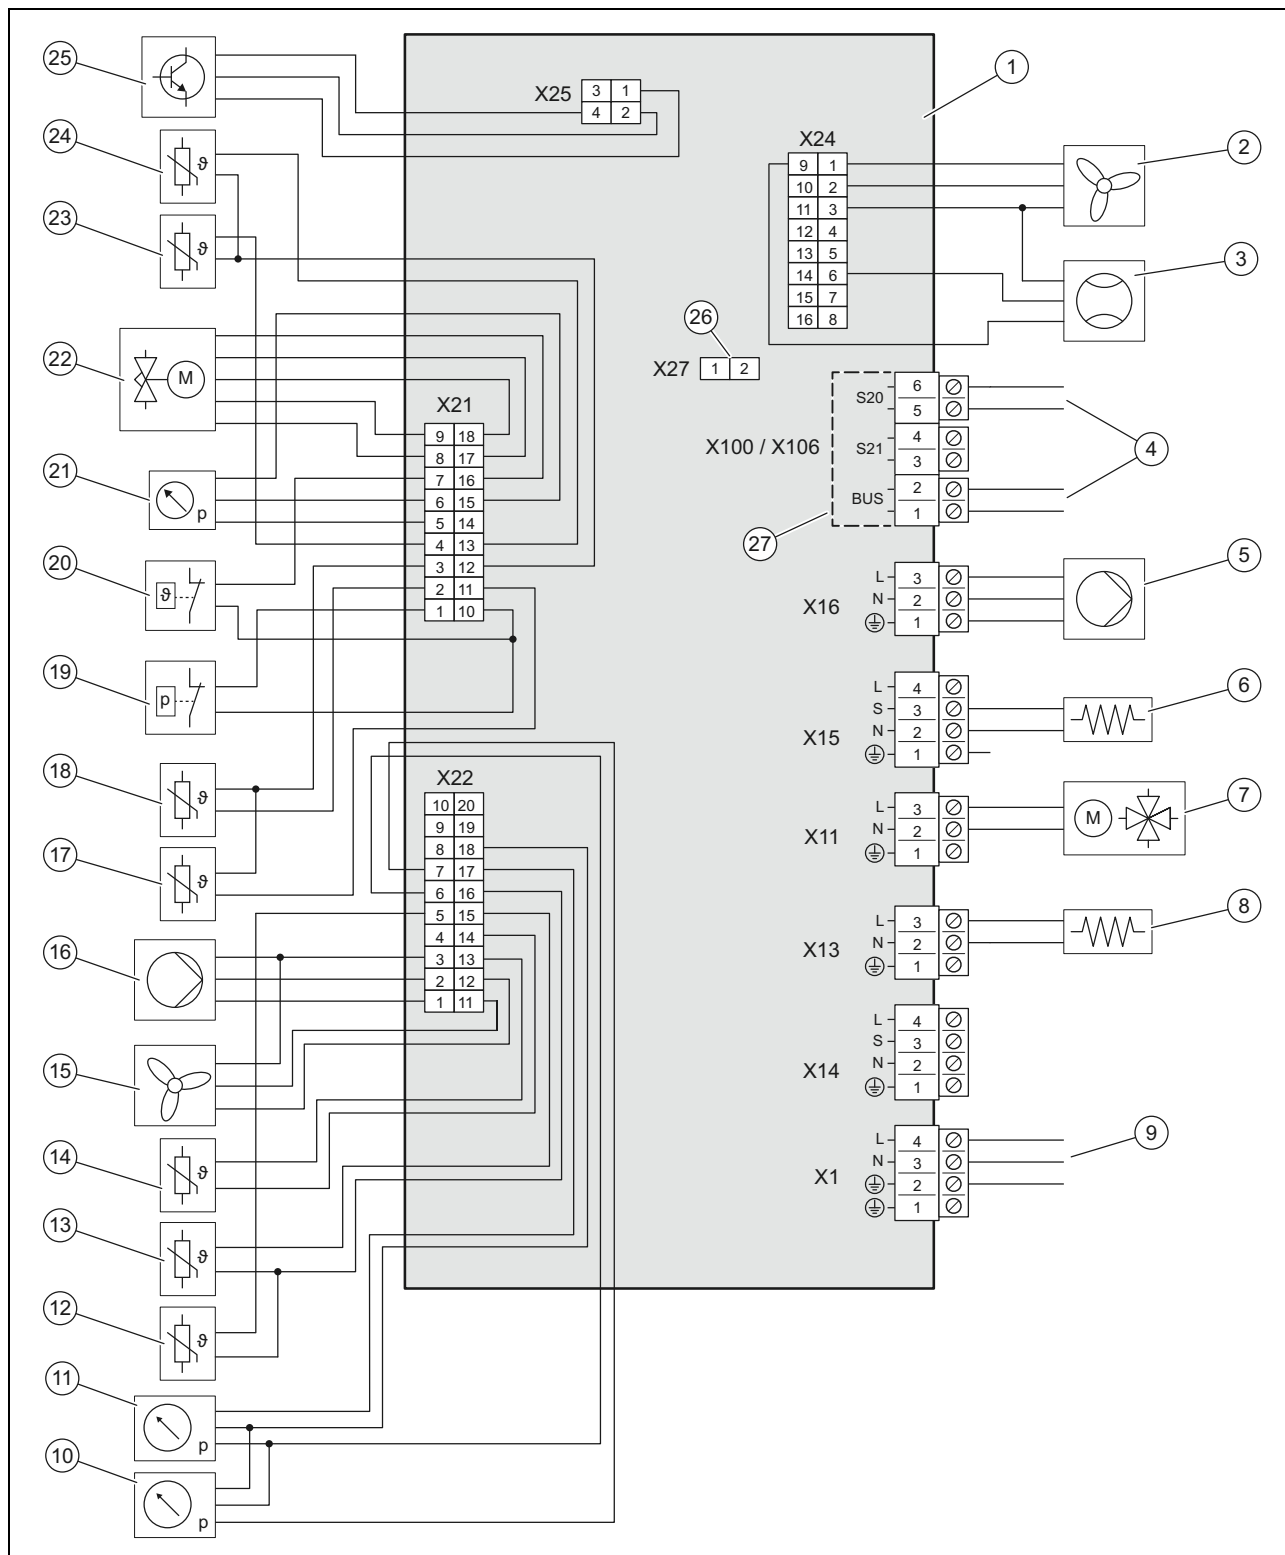 25
X25
3 1
4 2
1
24
ϑ
X24
9 1
10 2
11 3
12 4
13 5
14 6
15 7
16 8
2
23
ϑ
3
26
X27
1 2
22
M
X21
9 18
8 17
7 16
6 15
5 14
4 13
3 12
2 11
1 10
X100 / X106
S20
6
5
S21
4
3
BUS
2
1
4
21
p
27
20
ϑ
X16
L 3
N 2
1
5
19
p
X15
L 4
S 3
N 2
1
6
18
ϑ
X22
10 20
9 19
8 18
7 17
6 16
5 15
4 14
3 13
2 12
1 11
X11
L 3
N 2
1
M
7
17
ϑ
X13
L 3
N 2
1
8
16
X14
L 4
S 3
N 2
1
15
14
ϑ
X1
L 4
N 3
2
1
9
13
ϑ
12
ϑ
11
p
10
p